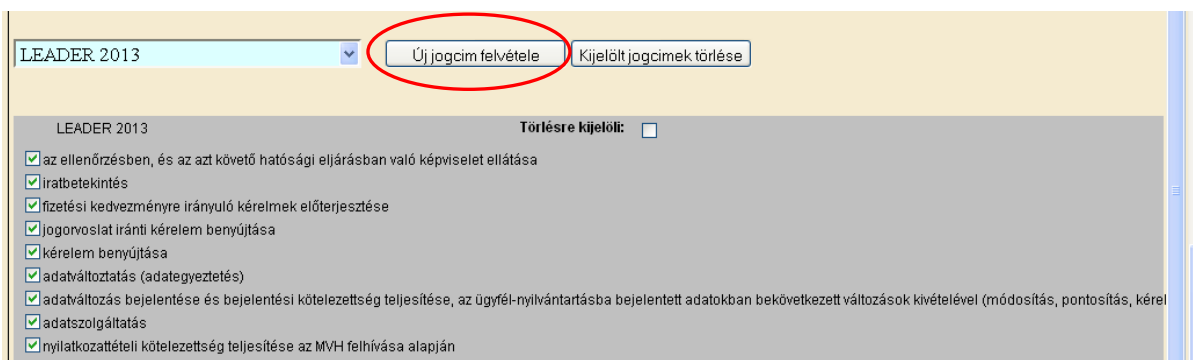 LEADER 2013 Új jogcim felvétele Kijelölt jogcimek törlése
LEADER 2013 Törlésre kijelöli:
az ellenőrzésben, és az azt követő hatósági eljárásban való képviselet ellátása
iratbetekintés
fizetési kedvezményre irányuló kérelmek előterjesztése
jogorvoslat iránti kérelem benyújtása
kérelem benyújtása
adatváltoztatás (adategyeztetés)
adatváltozás bejelentése és bejelentési kötelezettség teljesítése, az ügyfél-nyilvántartásba bejelentett adatokban bekövetkezett változások kivételével (módosítás, pontosítás, kérel
adatszolgáltatás
nyilatkozattételi kötelezettség teljesítése az MVH felhívása alapján